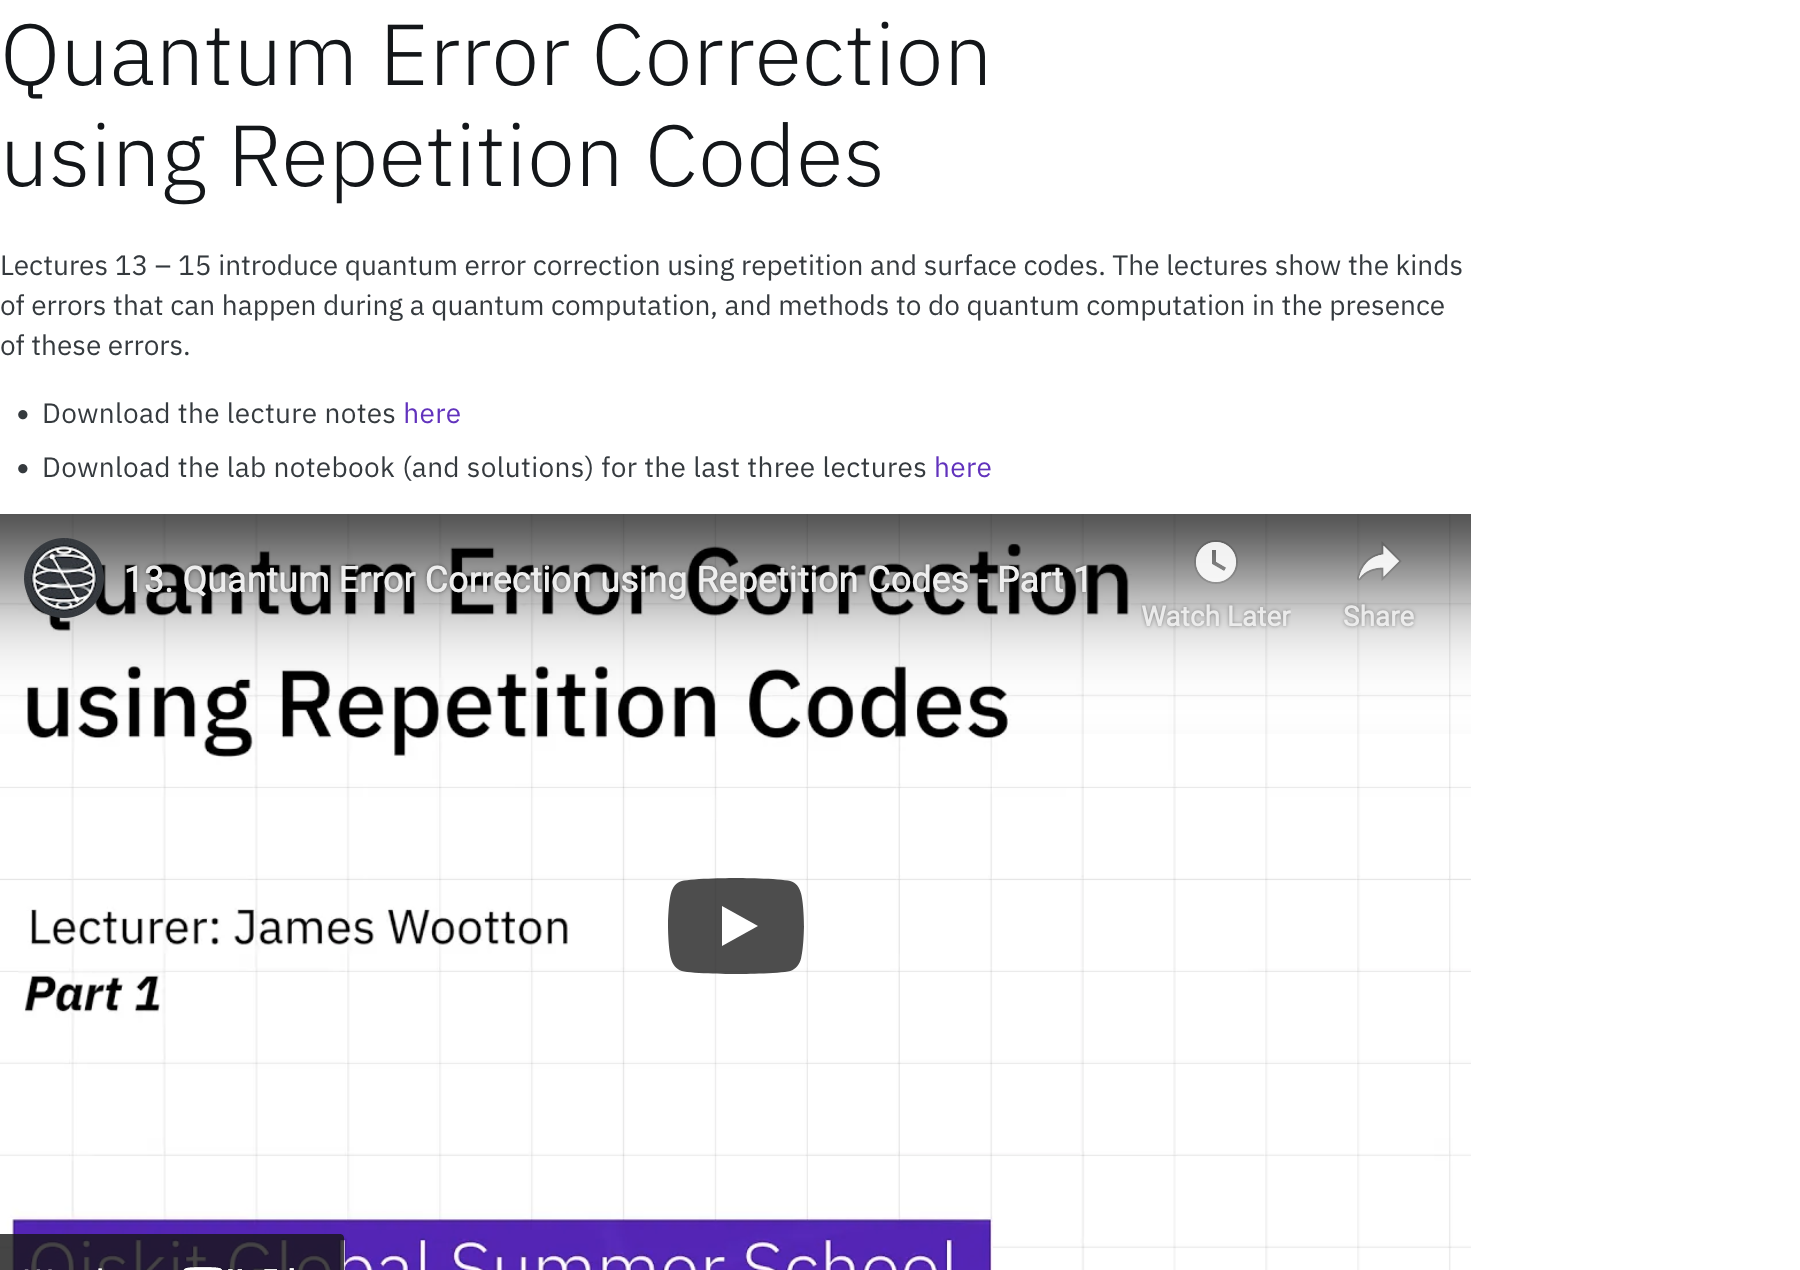 Quantum Error Correction
using Repetition Codes
Lectures 13 – 15 introduce quantum error correction using repetition and surface codes. The lectures show the kinds
of errors that can happen during a quantum computation, and methods to do quantum computation in the presence
of these errors.
• Download the lecture notes here
• Download the lab notebook (and solutions) for the last three lectures here
13. Quantum Error Correction using Repetition Codes - Part 1
Watch Later
Share
Quantum Error Correction
using Repetition Codes
Lecturer: James Wootton
Part 1
Qiskit Global Summer School